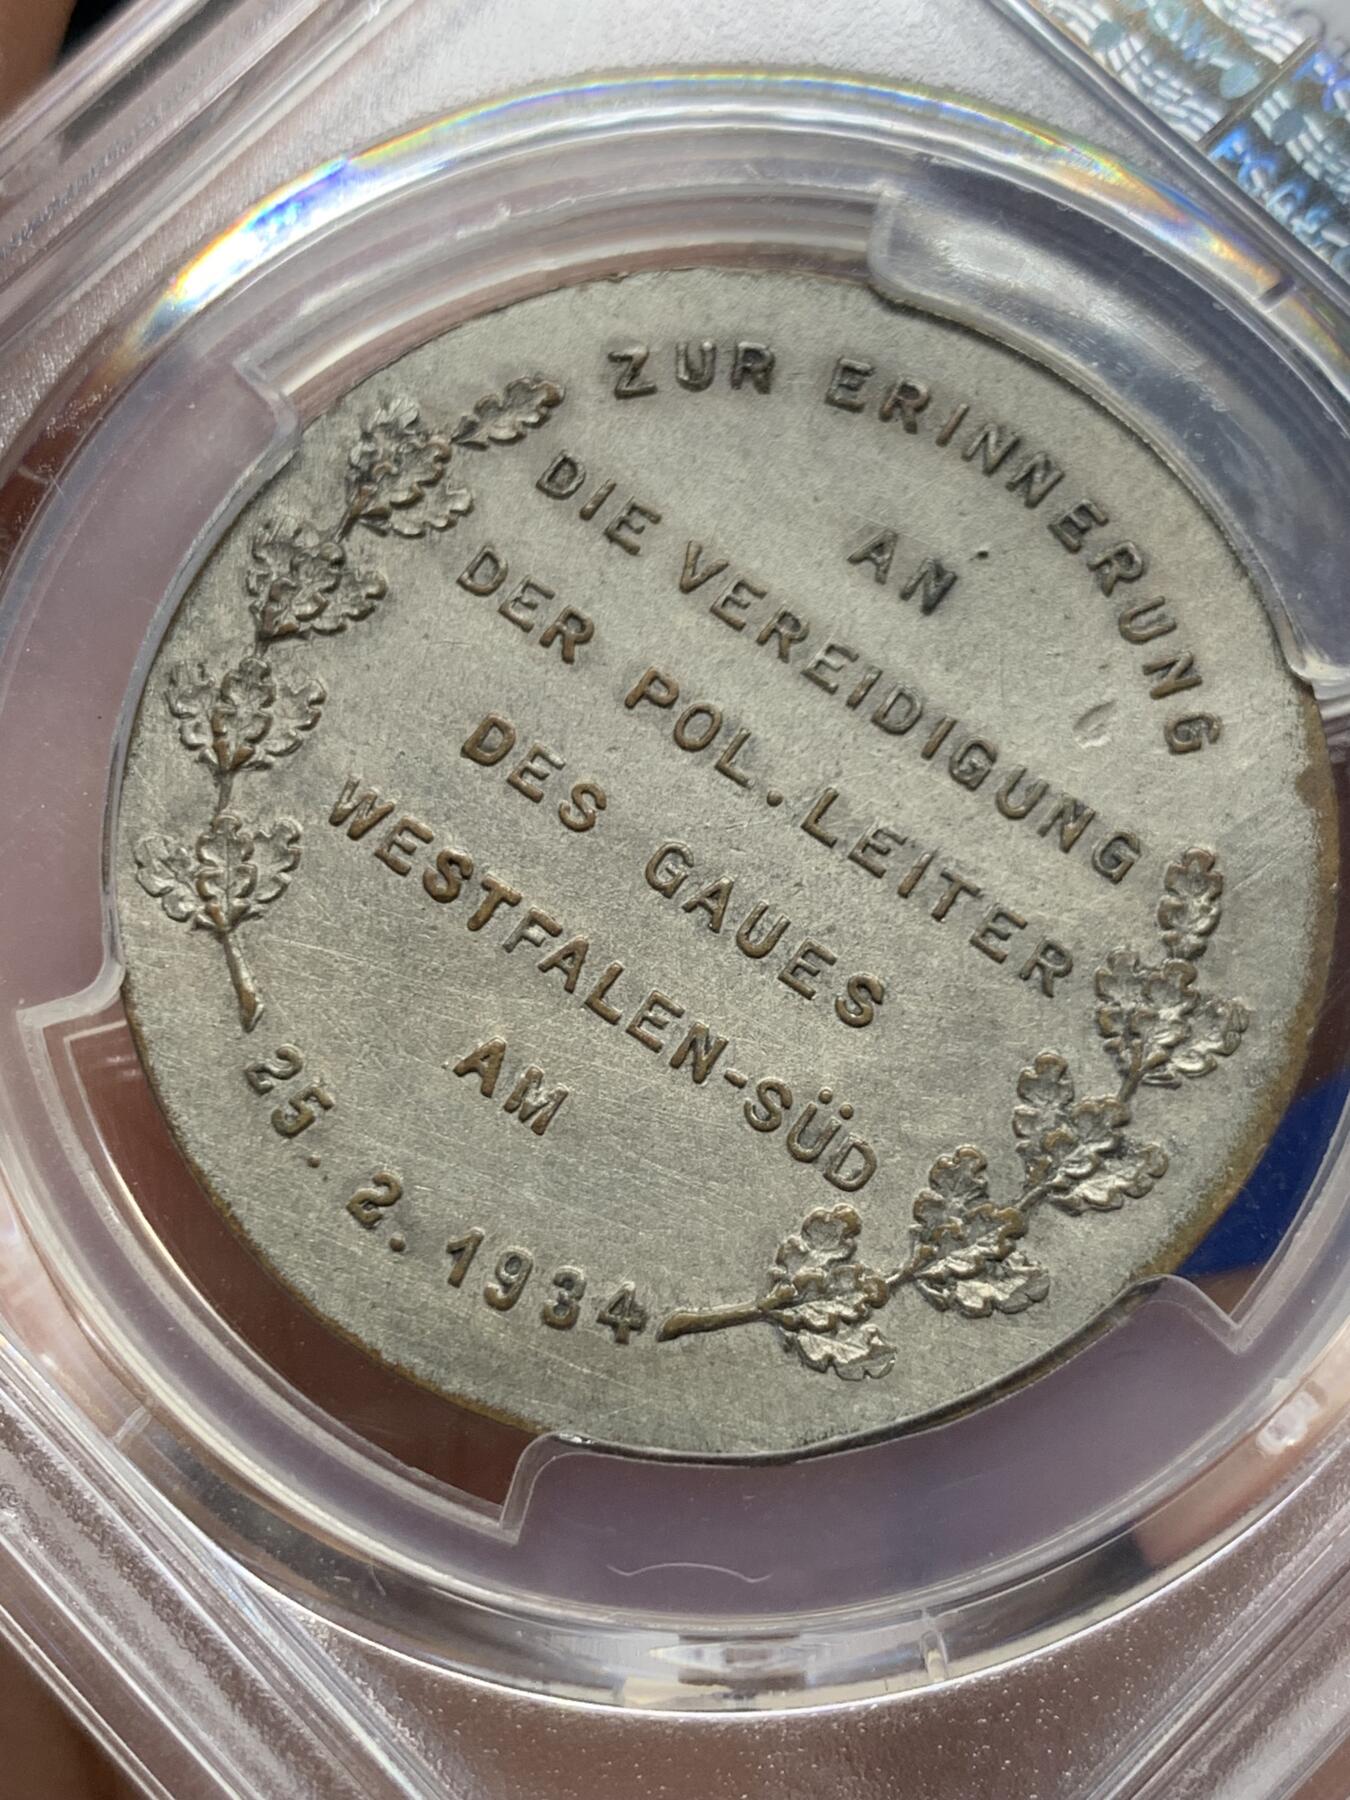 ZUR ERINNERUNG
AN
DIE VEREIDIGUNG
DER POL. LEITER
DES GAUES
WESTFALEN-SÜD
AM
25. 2. 1934